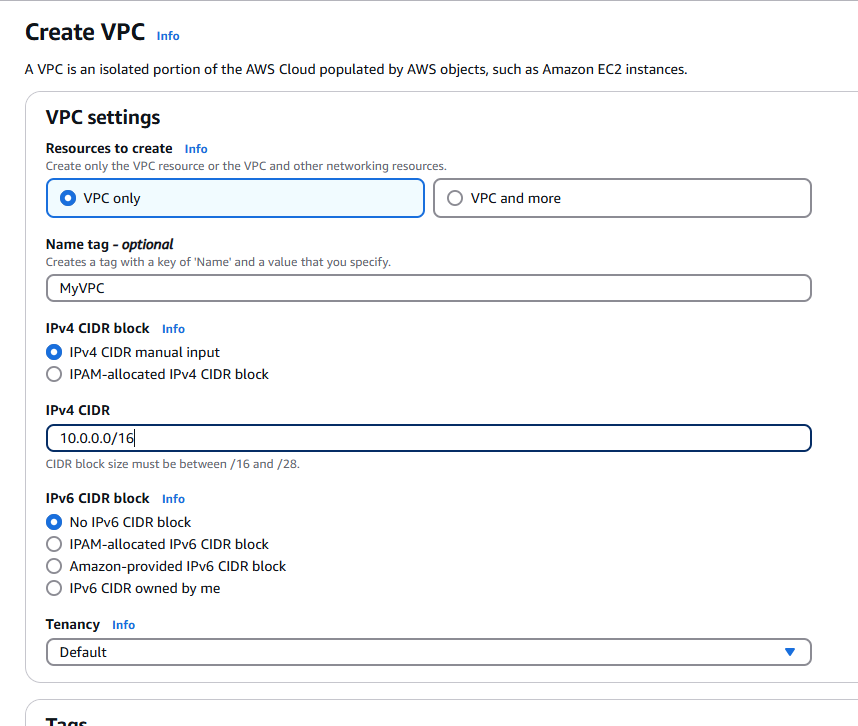 Create VPC Info
A VPC is an isolated portion of the AWS Cloud populated by AWS objects, such as Amazon EC2 instances.
VPC settings
Resources to create Info
Create only the VPC resource or the VPC and other networking resources.
VPC only
VPC and more
Name tag - optional
Creates a tag with a key of 'Name' and a value that you specify.
MyVPC
IPv4 CIDR block Info
IPv4 CIDR manual input
IPAM-allocated IPv4 CIDR block
IPv4 CIDR
10.0.0.0/16
CIDR block size must be between /16 and /28.
IPv6 CIDR block Info
No IPv6 CIDR block
IPAM-allocated IPv6 CIDR block
Amazon-provided IPv6 CIDR block
IPv6 CIDR owned by me
Tenancy Info
Default
Tags